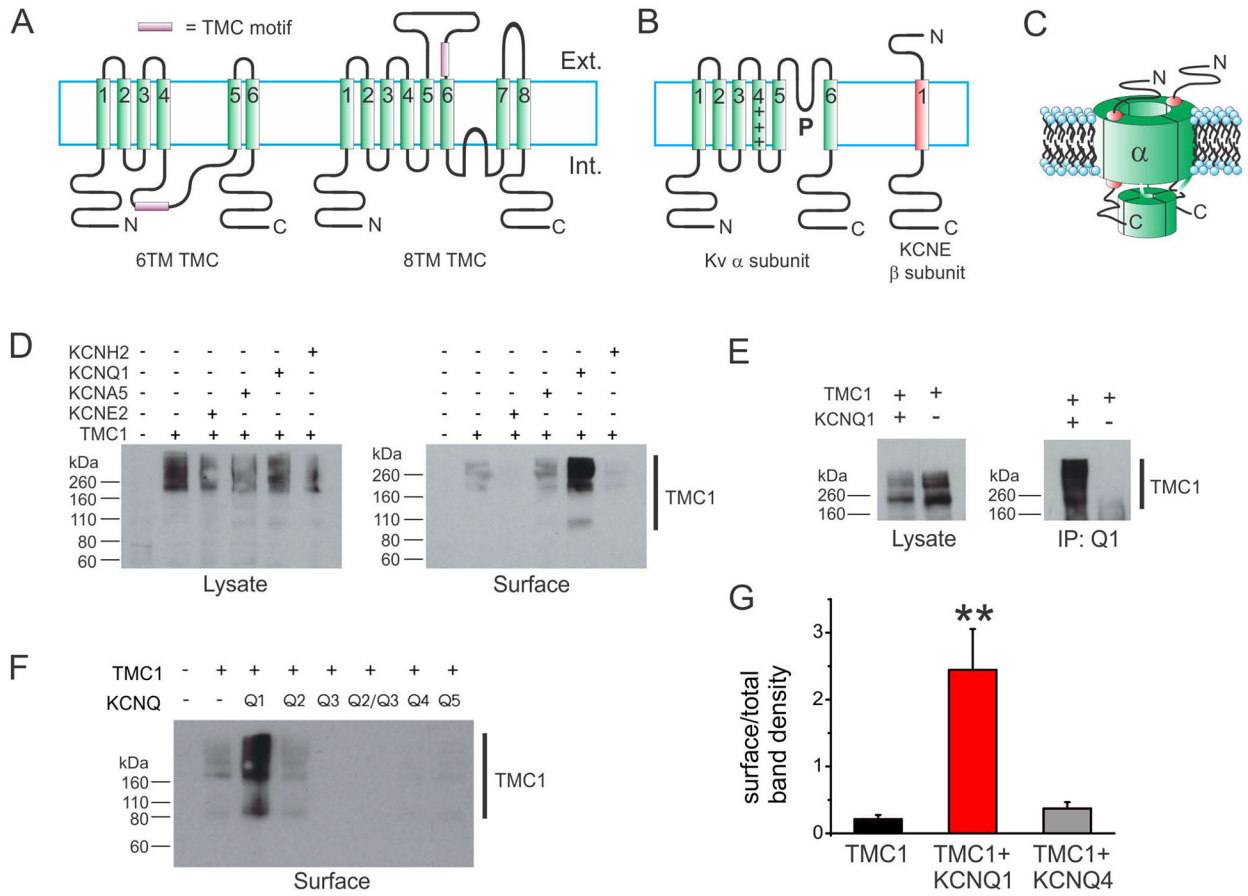 A
= TMC motif
Ext.
1 2 3 4 5 6
1 2 3 4 5 6 7 8
Int.
N
C
N
C
6TM TMC
8TM TMC
B
N
1 2 3 4 5 6
+++
P
1
N
C
C
Kv α subunit
KCNE
β subunit
C
N
N
α
C
C
D
KCNH2 - - - - - +
KCNQ1 - - - - + -
KCNA5 - - - + - -
KCNE2 - - + - - -
TMC1 - + + + + +
kDa
260
160
110
80
60
Lysate
- - - - - +
- - - - + -
- - - + - -
- - + - - -
- + + + + +
kDa
260
160
110
80
60
TMC1
Surface
E
TMC1 + +
KCNQ1 + -
kDa
260
160
Lysate
+ +
+ -
kDa
260
160
TMC1
IP: Q1
F
TMC1 - + + + + + + +
KCNQ - - Q1 Q2 Q3 Q2/Q3 Q4 Q5
kDa
160
110
80
60
TMC1
Surface
G
surface/total
band density
3
2
1
0
**
TMC1
TMC1+
KCNQ1
TMC1+
KCNQ4